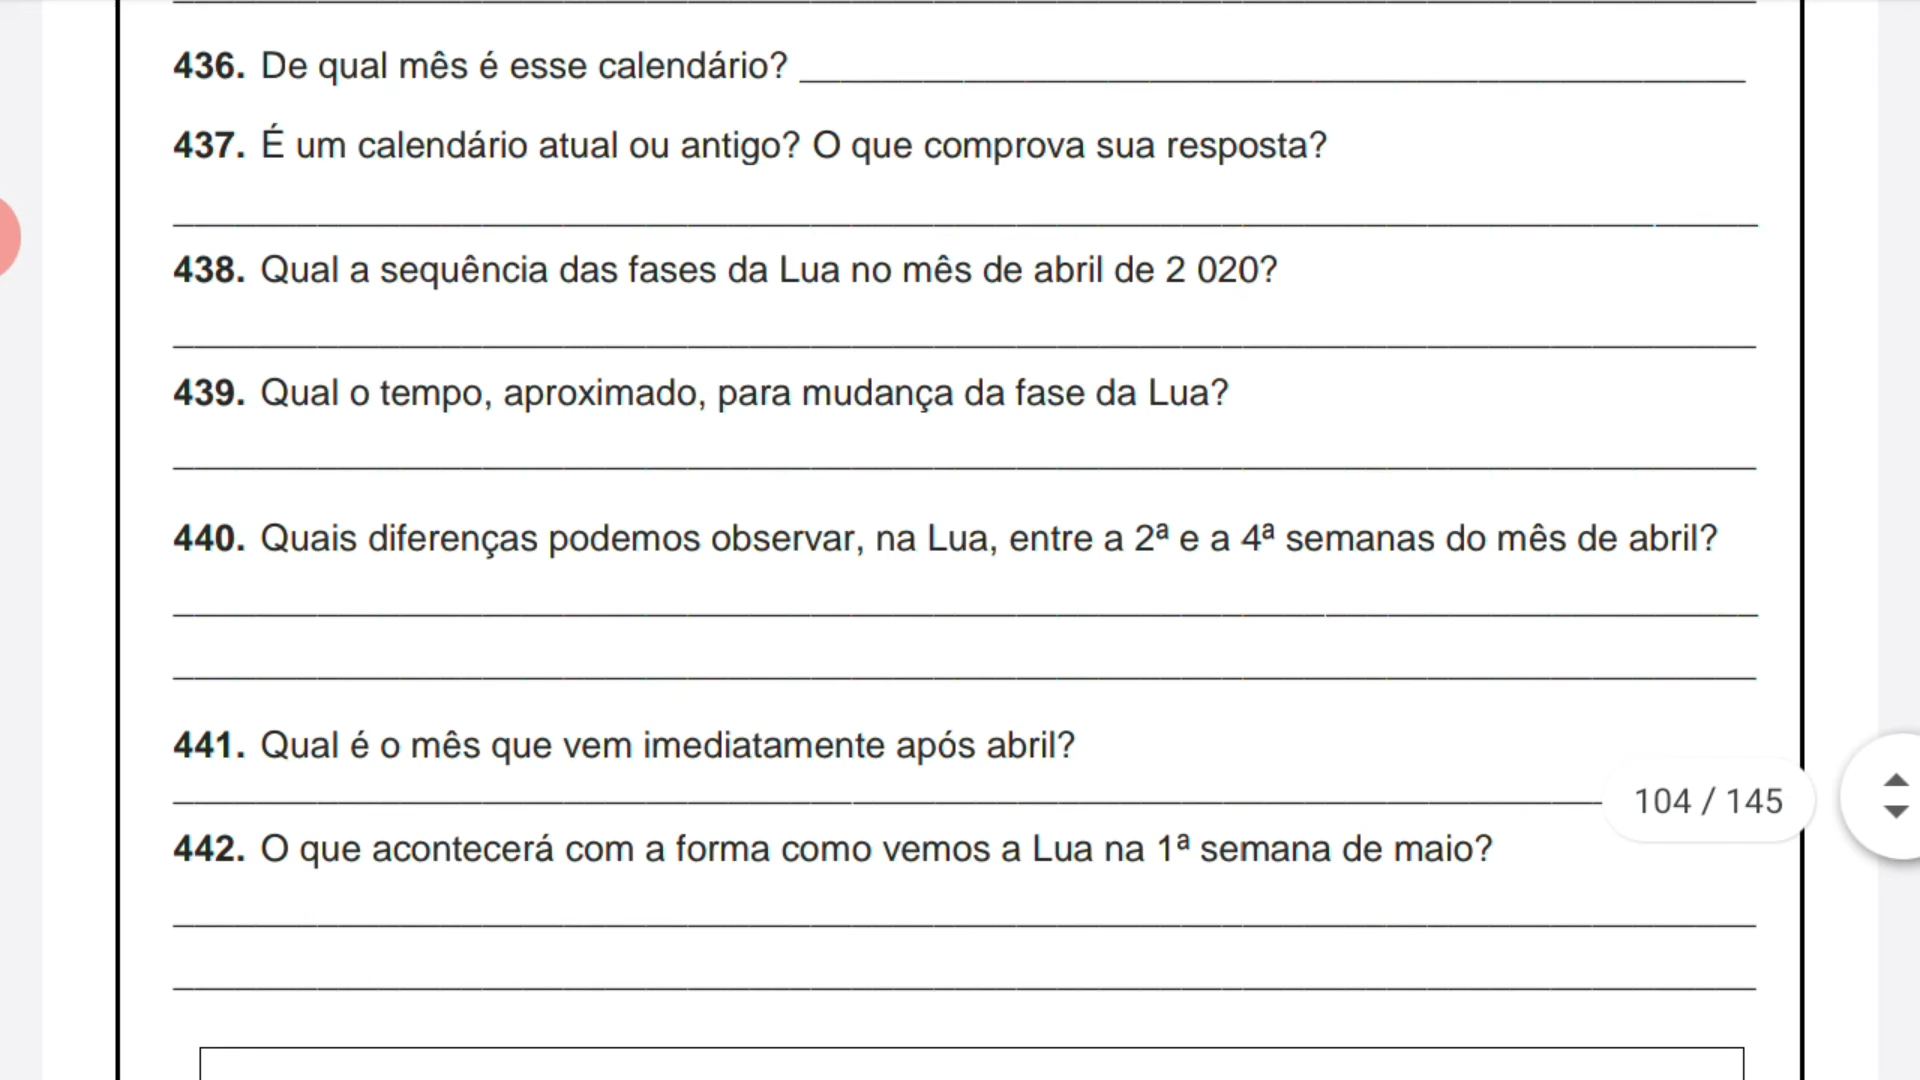 436. De qual mês é esse calendário?
437. É um calendário atual ou antigo? O que comprova sua resposta?
438. Qual a sequência das fases da Lua no mês de abril de 2 020?
439. Qual o tempo, aproximado, para mudança da fase da Lua?
440. Quais diferenças podemos observar, na Lua, entre a 2ª e a 4ª semanas do mês de abril?
441. Qual é o mês que vem imediatamente após abril?
104 / 145
442. O que acontecerá com a forma como vemos a Lua na 1ª semana de maio?